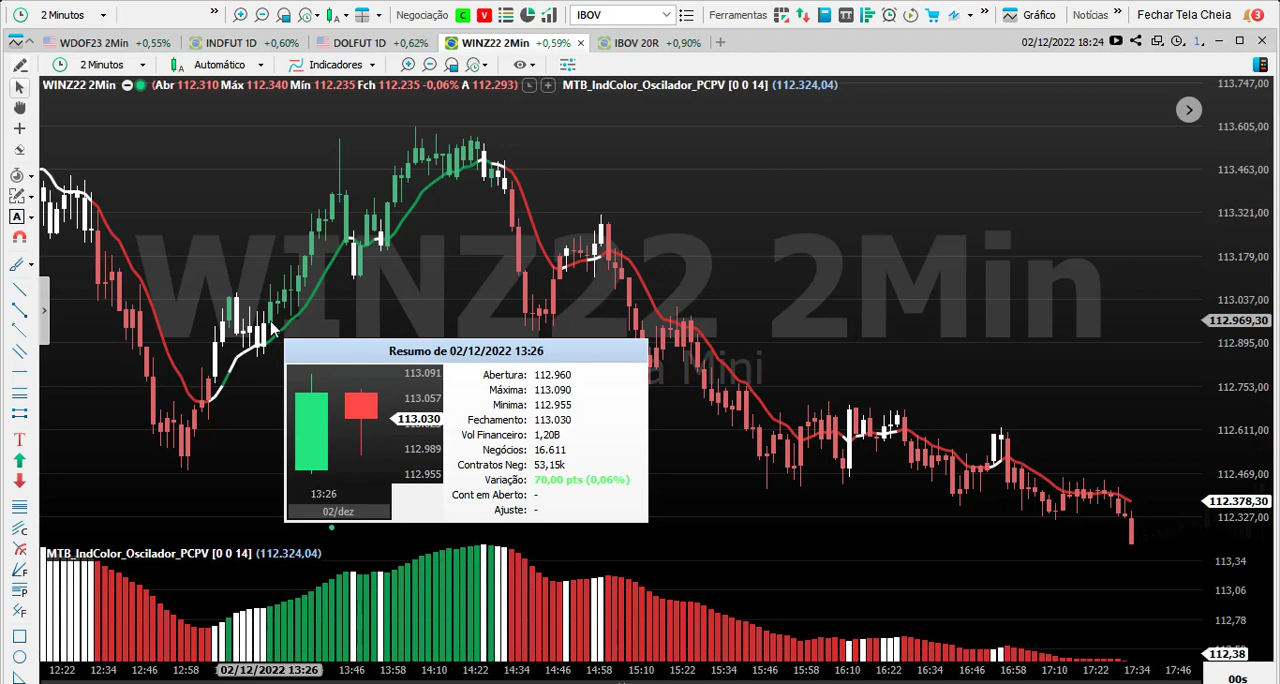 2 Minutos
Negociação
C
V
IBOV
Ferramentas
Gráfico
Notícias
Fechar Tela Cheia
3
WDOF23 2Min +0,55%
INDFUT 1D +0,60%
DOLFUT 1D +0,62%
WINZ22 2Min +0,59%
IBOV 20R +0,90%
02/12/2022 18:24
2 Minutos
Automático
Indicadores
WINZ22 2Min (Abr 112.310 Máx 112.340 Mín 112.235 Fch 112.235 -0,06% A 112.293)
MTB_IndColor_Oscilador_PCPV [0 0 14] (112.324,04)
113.747,00
113.605,00
113.463,00
113.321,00
113.179,00
113.037,00
112.969,30
112.895,00
112.753,00
112.611,00
112.469,00
112.378,30
112.327,00
WINZ22 2Min
Mini
Resumo de 02/12/2022 13:26
113.091
113.057
113.030
112.989
112.955
13:26
02/dez
Abertura: 112.960
Máxima: 113.090
Minima: 112.955
Fechamento: 113.030
Vol Financeiro: 1,20B
Negócios: 16.611
Contratos Neg: 53,15k
Variação: 70,00 pts (0,06%)
Cont em Aberto: -
Ajuste: -
MTB_IndColor_Oscilador_PCPV [0 0 14] (112.324,04)
113,34
113,06
112,78
112,38
12:22
12:34
12:46
12:58
02/12/2022 13:26
13:46
13:58
14:10
14:22
14:34
14:46
14:58
15:10
15:22
15:34
15:46
15:58
16:10
16:22
16:34
16:46
16:58
17:10
17:22
17:34
17:46
00s